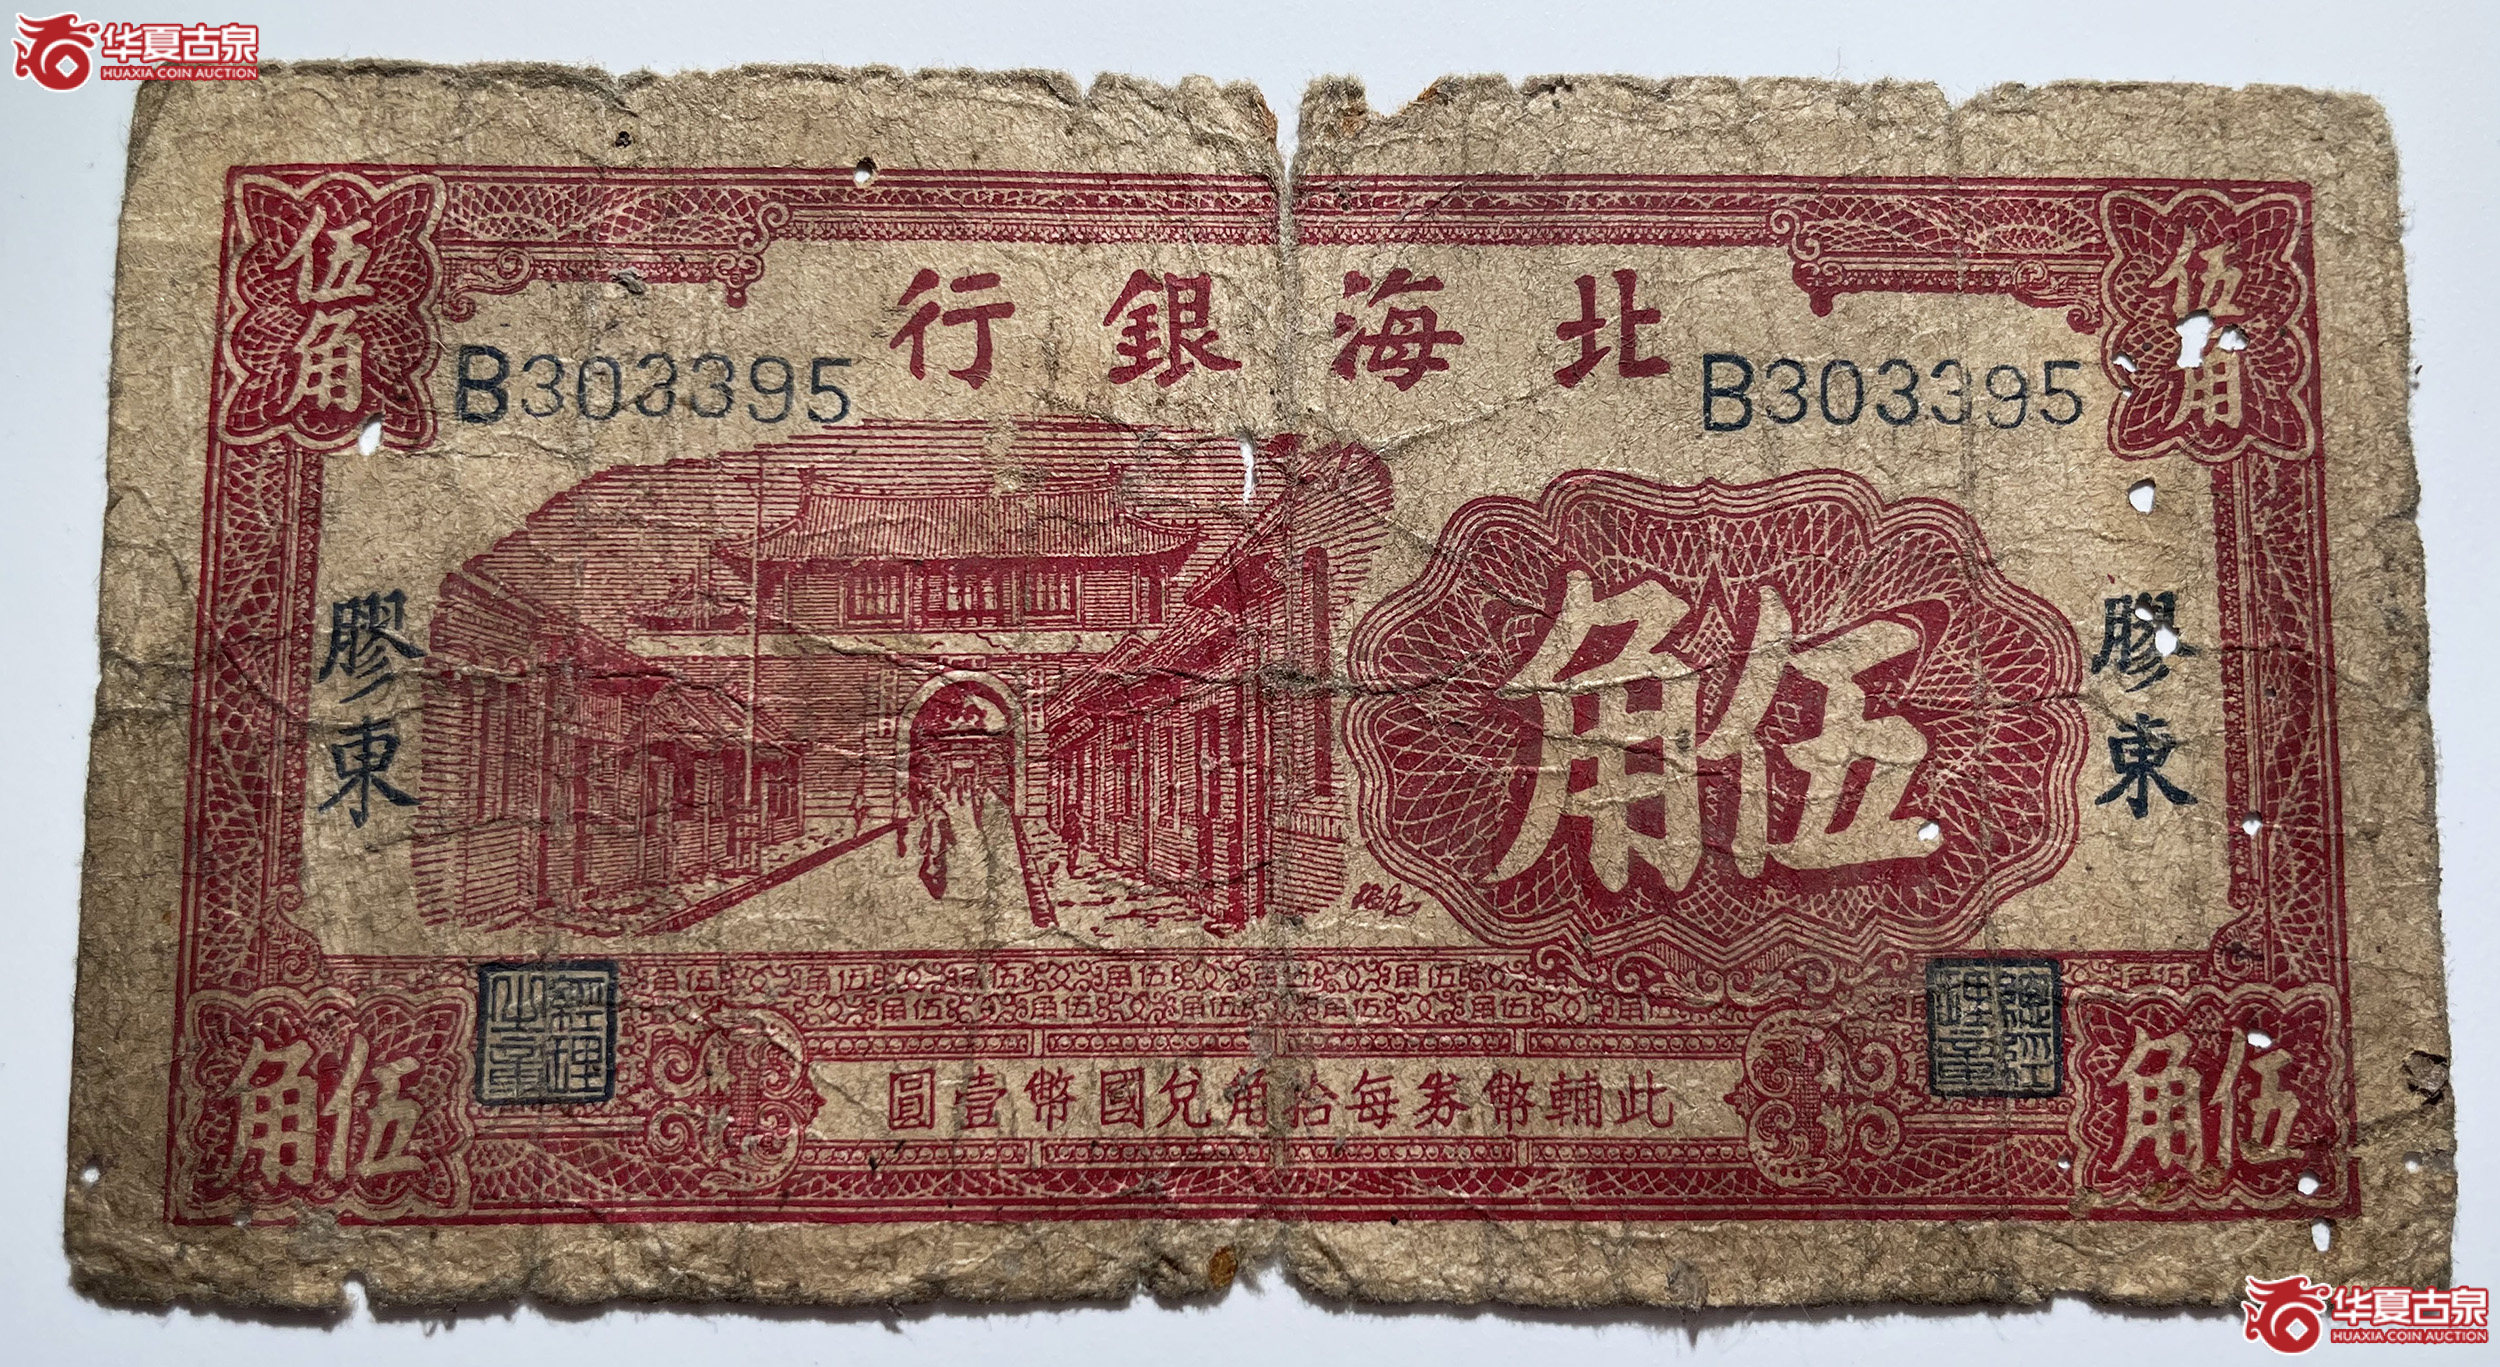 华夏古泉
HUAXIA COIN AUCTION
伍角
伍角
北海銀行
B303395
B303395
伍角
膠東
膠東
經理之章
總經理章
此輔幣券每拾角兌國幣壹圓
伍角
伍角
华夏古泉
HUAXIA COIN AUCTION